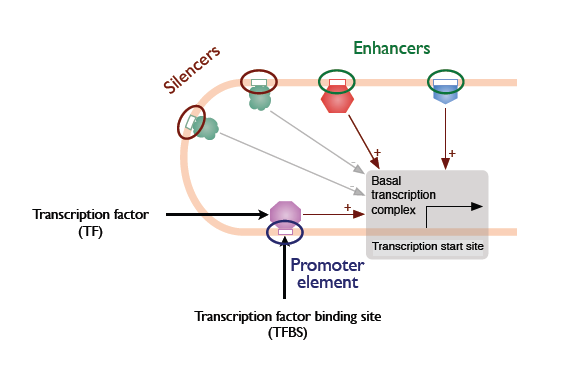 Silencers
Enhancers
+
+
-
-
Basal
transcription
complex
Transcription factor
(TF)
+
Transcription start site
Promoter
element
Transcription factor binding site
(TFBS)